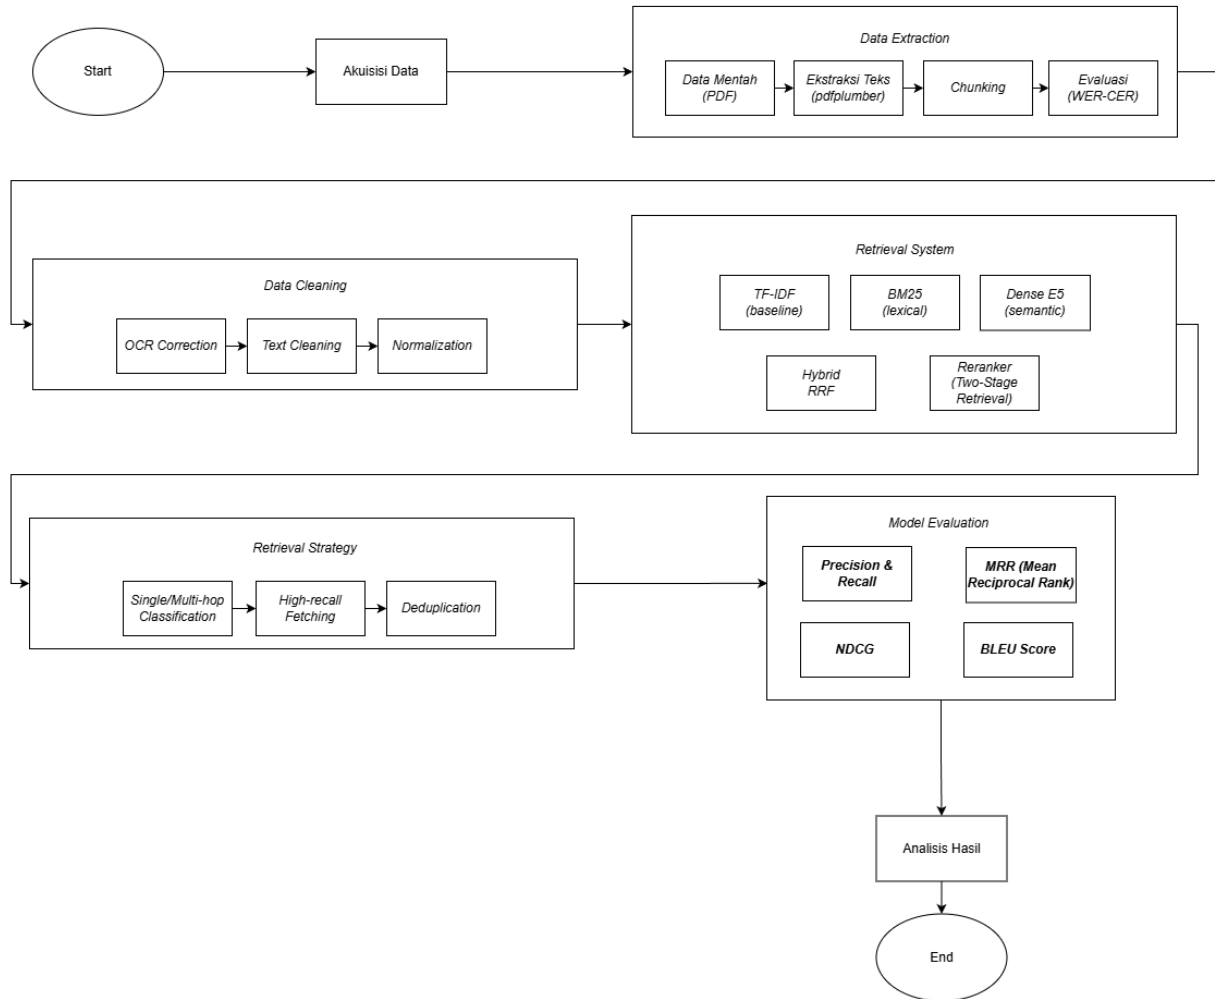 Start
Akuisisi Data
Data Extraction
Data Mentah
(PDF)
Ekstraksi Teks
(pdfplumber)
Chunking
Evaluasi
(WER-CER)
Data Cleaning
OCR Correction
Text Cleaning
Normalization
Retrieval System
TF-IDF
(baseline)
BM25
(lexical)
Dense E5
(semantic)
Hybrid
RRF
Reranker
(Two-Stage
Retrieval)
Retrieval Strategy
Single/Multi-hop
Classification
High-recall
Fetching
Deduplication
Model Evaluation
Precision &
Recall
MRR (Mean
Reciprocal Rank)
NDCG
BLEU Score
Analisis Hasil
End